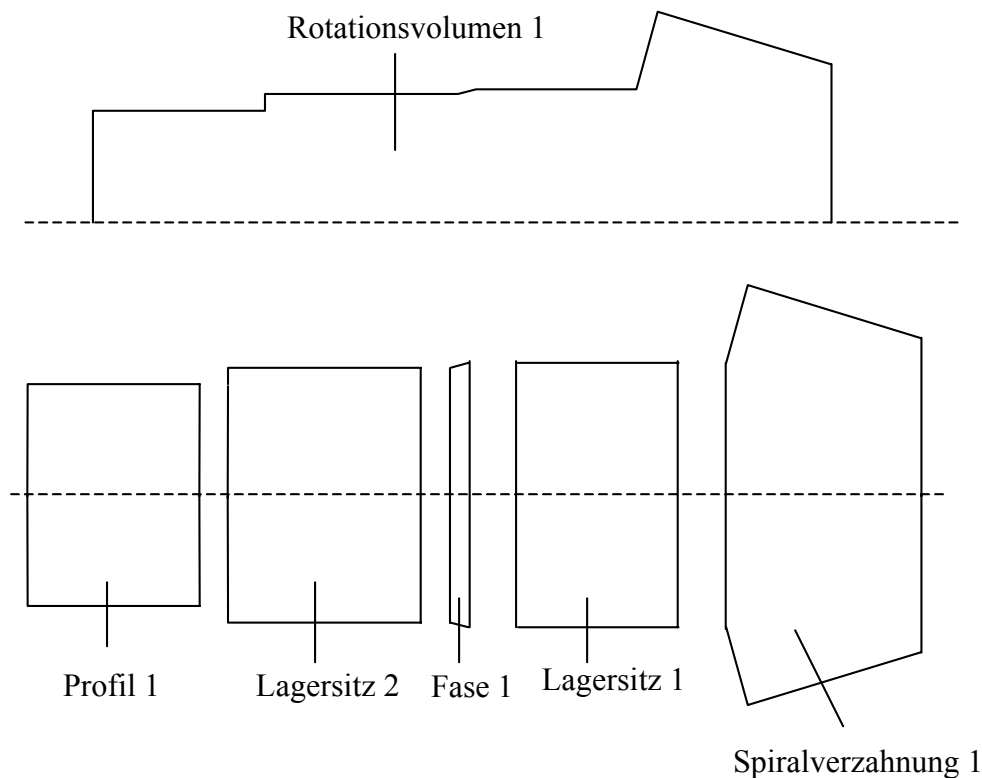 Rotationsvolumen 1
Profil 1
Lagersitz 2
Fase 1
Lagersitz 1
Spiralverzahnung 1